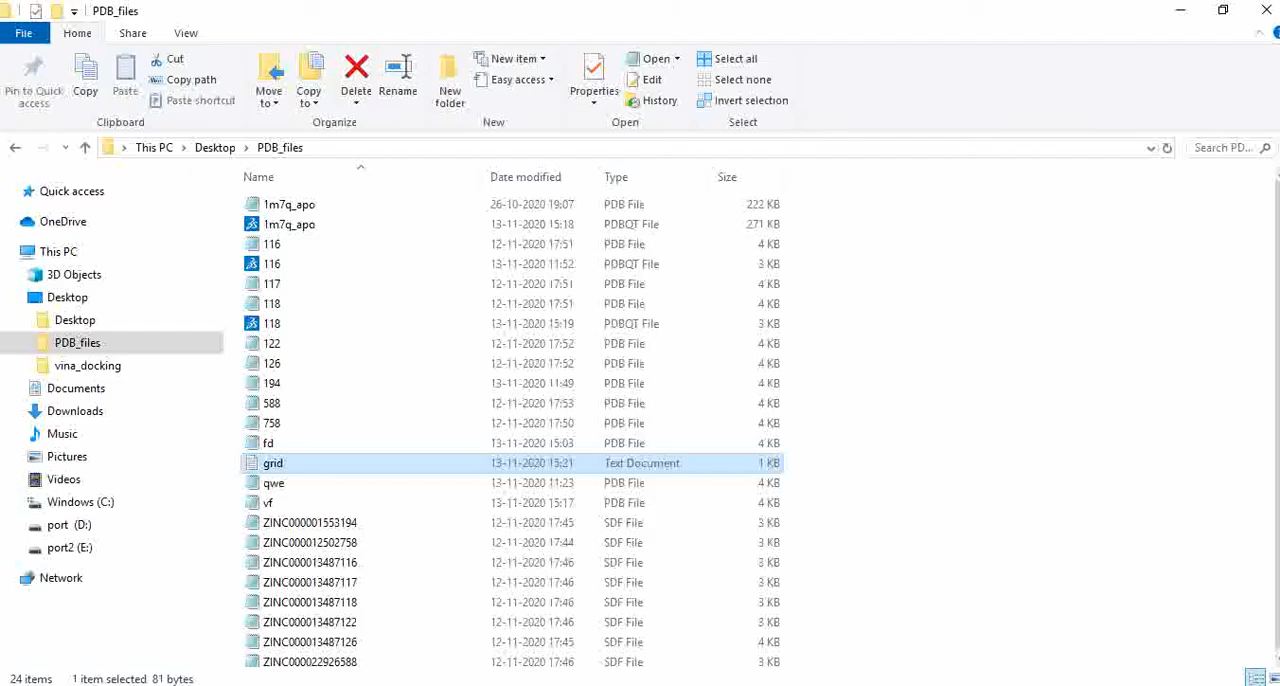 PDB_files
File Home Share View
Pin to Quick access
Copy
Paste
Cut
Copy path
Paste shortcut
Clipboard
Move to
Copy to
Delete
Rename
Organize
New folder
New item
Easy access
New
Properties
Open
Edit
History
Open
Select all
Select none
Invert selection
Select
This PC > Desktop > PDB_files
Search PD...
Quick access
OneDrive
This PC
3D Objects
Desktop
Desktop
PDB_files
vina_docking
Documents
Downloads
Music
Pictures
Videos
Windows (C:)
port (D:)
port2 (E:)
Network
Name Date modified Type Size
1m7q_apo 26-10-2020 19:07 PDB File 222 KB
1m7q_apo 13-11-2020 15:18 PDBQT File 271 KB
116 12-11-2020 17:51 PDB File 4 KB
116 13-11-2020 11:52 PDBQT File 3 KB
117 12-11-2020 17:51 PDB File 4 KB
118 12-11-2020 17:51 PDB File 4 KB
118 13-11-2020 15:19 PDBQT File 3 KB
122 12-11-2020 17:52 PDB File 4 KB
126 12-11-2020 17:52 PDB File 4 KB
194 13-11-2020 11:49 PDB File 4 KB
588 12-11-2020 17:53 PDB File 4 KB
758 12-11-2020 17:50 PDB File 4 KB
fd 13-11-2020 15:03 PDB File 4 KB
grid 13-11-2020 15:21 Text Document 1 KB
qwe 13-11-2020 11:23 PDB File 4 KB
vf 13-11-2020 15:17 PDB File 4 KB
ZINC000001553194 12-11-2020 17:45 SDF File 3 KB
ZINC000012502758 12-11-2020 17:44 SDF File 3 KB
ZINC000013487116 12-11-2020 17:46 SDF File 3 KB
ZINC000013487117 12-11-2020 17:46 SDF File 3 KB
ZINC000013487118 12-11-2020 17:46 SDF File 3 KB
ZINC000013487122 12-11-2020 17:46 SDF File 3 KB
ZINC000013487126 12-11-2020 17:45 SDF File 4 KB
ZINC000022926588 12-11-2020 17:46 SDF File 3 KB
24 items 1 item selected 81 bytes